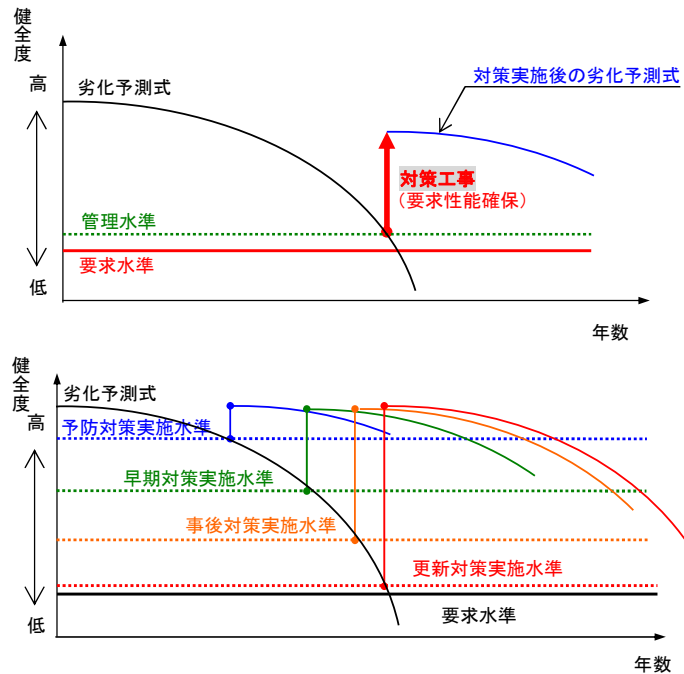 健全度
高
劣化予測式
対策実施後の劣化予測式
対策工事
(要求性能確保)
管理水準
要求水準
低
年数
健全度
劣化予測式
高
予防対策実施水準
早期対策実施水準
事後対策実施水準
更新対策実施水準
要求水準
低
年数